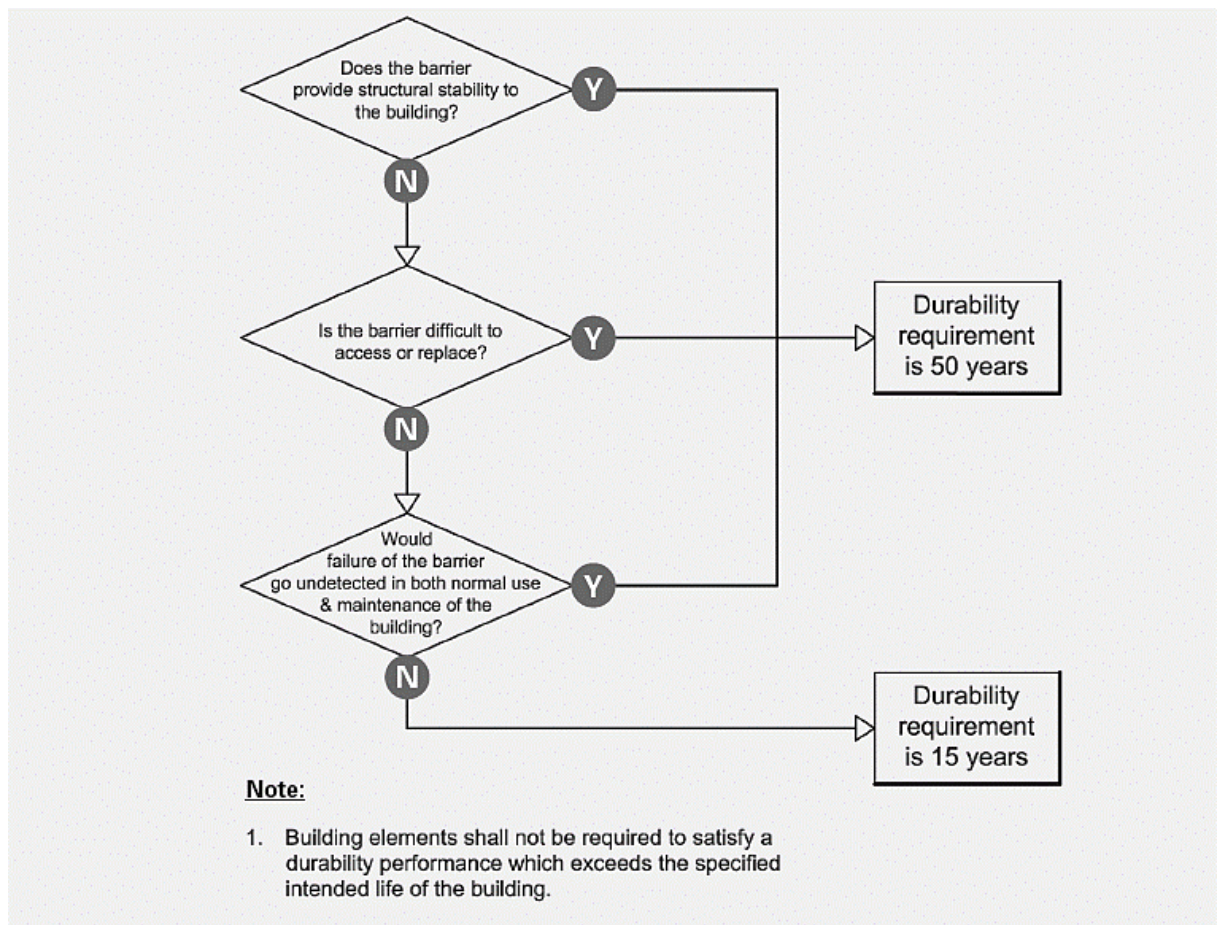 Does the barrier
provide structural stability to
the building?
Y
N
Is the barrier difficult to
access or replace?
Y
Durability
requirement
is 50 years
N
Would
failure of the barrier
go undetected in both normal use
& maintenance of the
building?
Y
N
Durability
requirement
is 15 years
Note:
1. Building elements shall not be required to satisfy a
durability performance which exceeds the specified
intended life of the building.